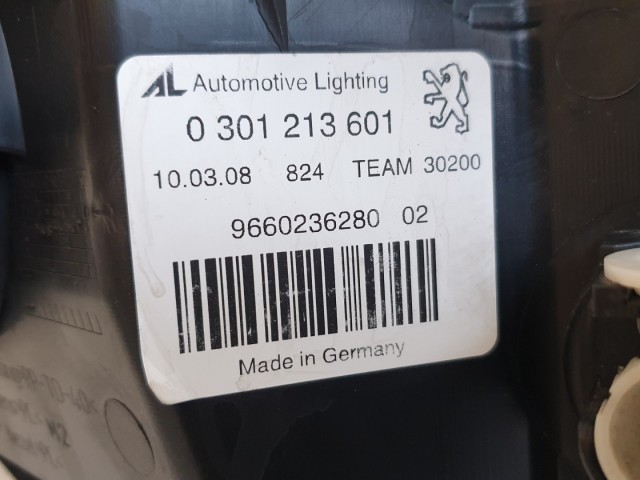 AL Automotive Lighting
0 301 213 601
10.03.08 824 TEAM 30200
9660236280 02
Made in Germany